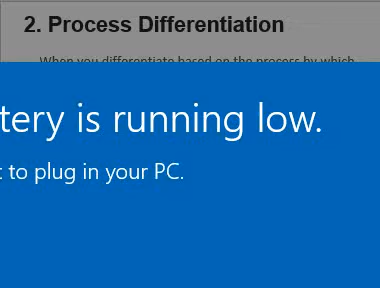 2. Process Differentiation
When you differentiate based on the process by which
tery is running low.
t to plug in your PC.